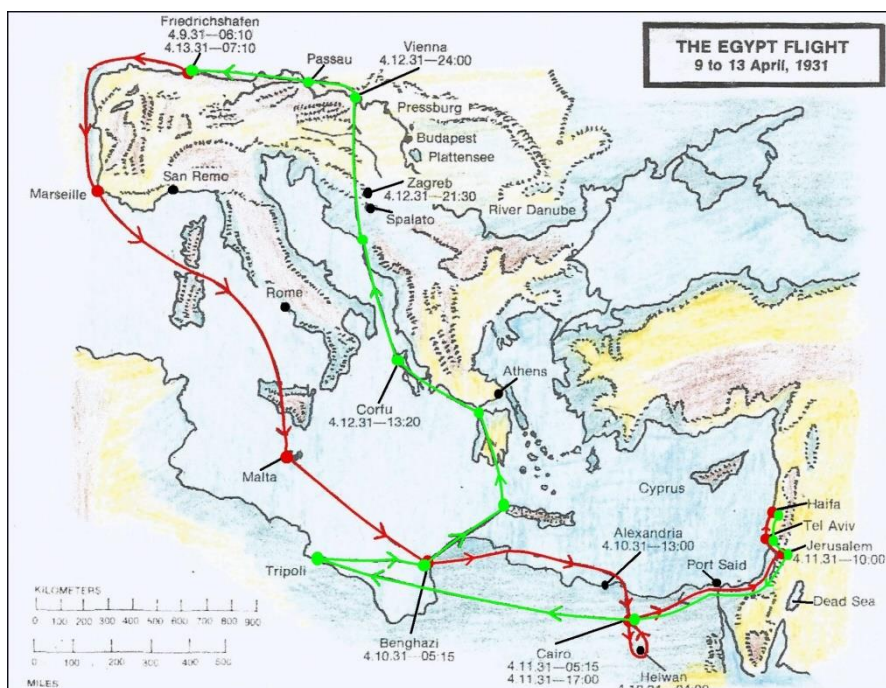 Friedrichshafen
4.9.31—06:10
4.13.31—07:10
Passau
Vienna
4.12.31—24:00
THE EGYPT FLIGHT
9 to 13 April, 1931
Pressburg
Budapest
Plattensee
Marseille
San Remo
Zagreb
4.12.31—21:30
Spalato
River Danube
Rome
Athens
Corfu
4.12.31—13:20
Malta
Cyprus
Haifa
Tel Aviv
Alexandria
4.10.31—13:00
Jerusalem
4.11.31—10:00
Tripoli
Port Said
Dead Sea
KILOMETERS
0 100 200 300 400 500 600 700 800 900
Benghazi
4.10.31—05:15
Cairo
4.11.31—05:15
4.11.31—17:00
Helwan
0 100 200 300 400 500
MILES